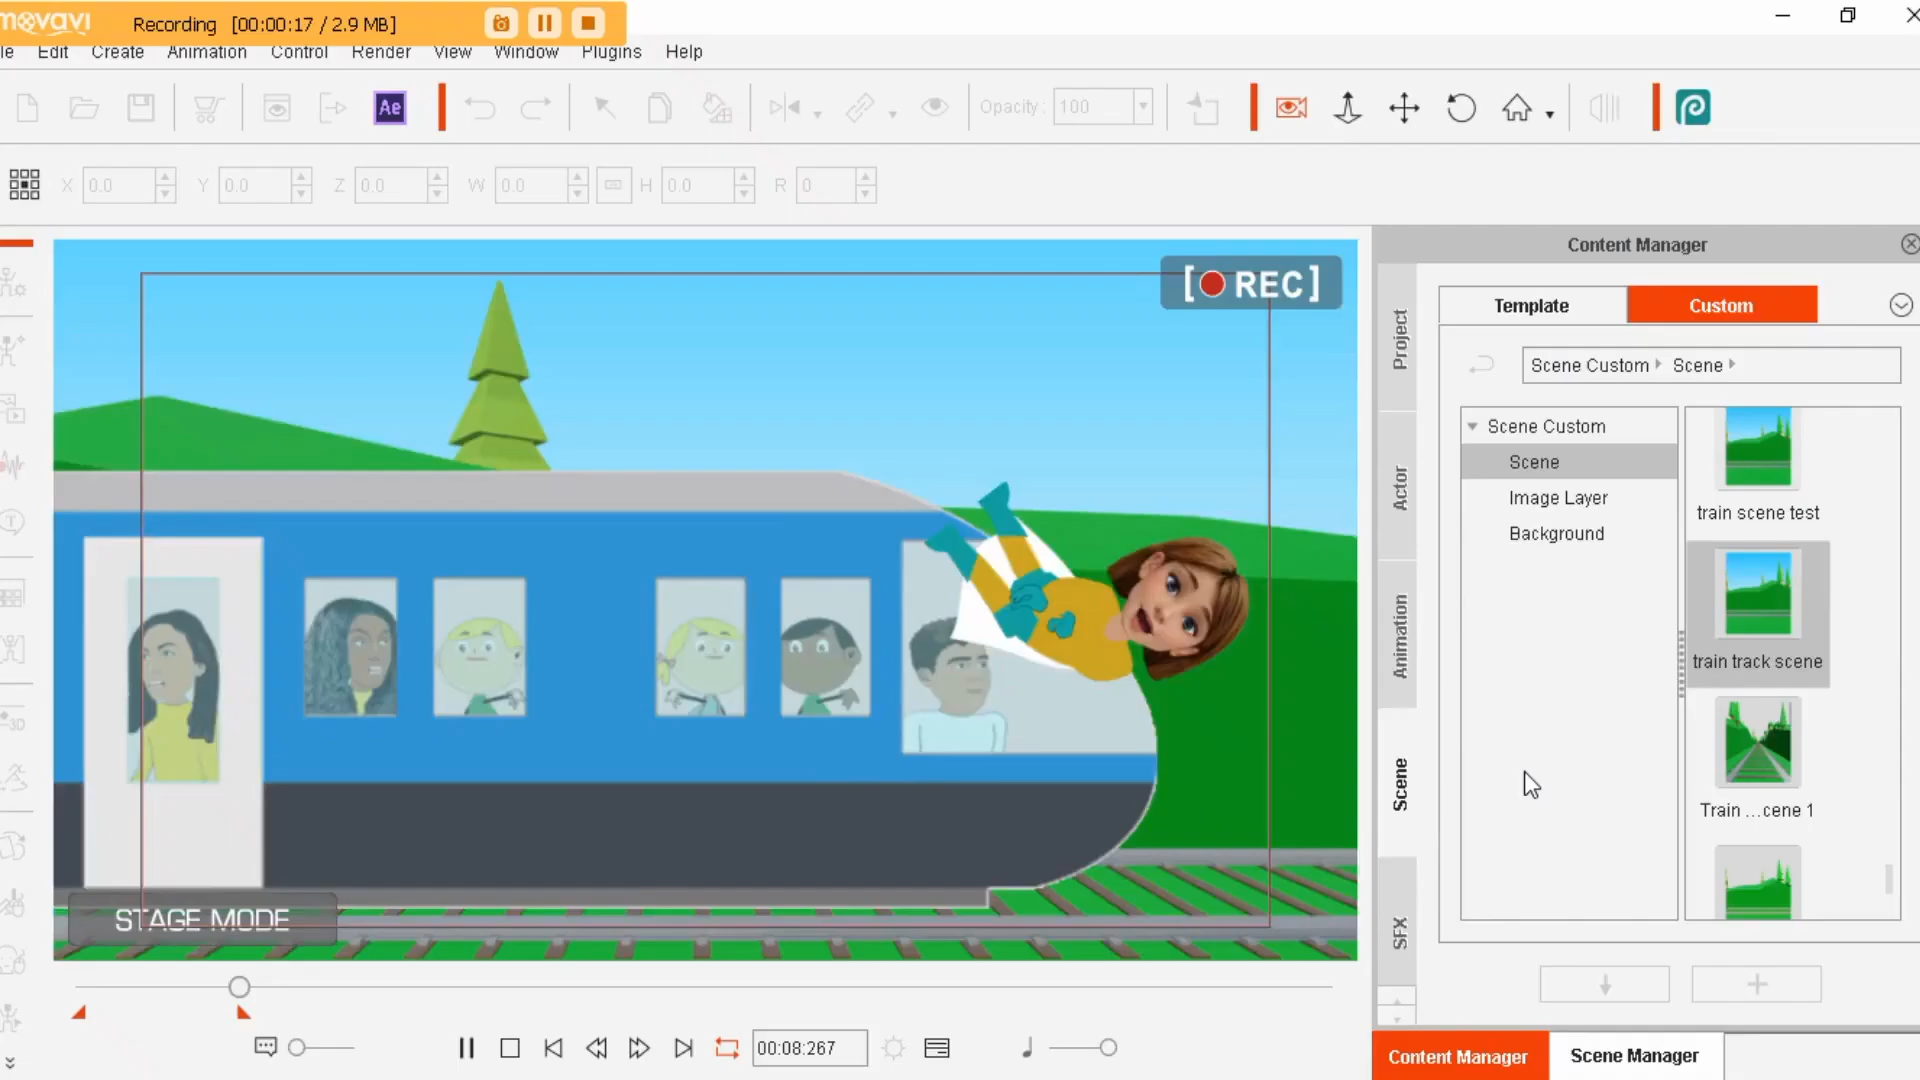 movavi
Recording [00:00:17 / 2.9 MB]
le Edit Create Animation Control Render View Window Plugins Help
Ae
Opacity : 100
X 0.0 Y 0.0 Z 0.0 W 0.0 H 0.0 R 0
Content Manager
[ REC ]
Template Custom
Project
Actor
Animation
Scene
SFX
Scene Custom Scene
Scene Custom
Scene
Image Layer
Background
train scene test
train track scene
Train ...cene 1
STAGE MODE
3D
00:08:267
Content Manager Scene Manager